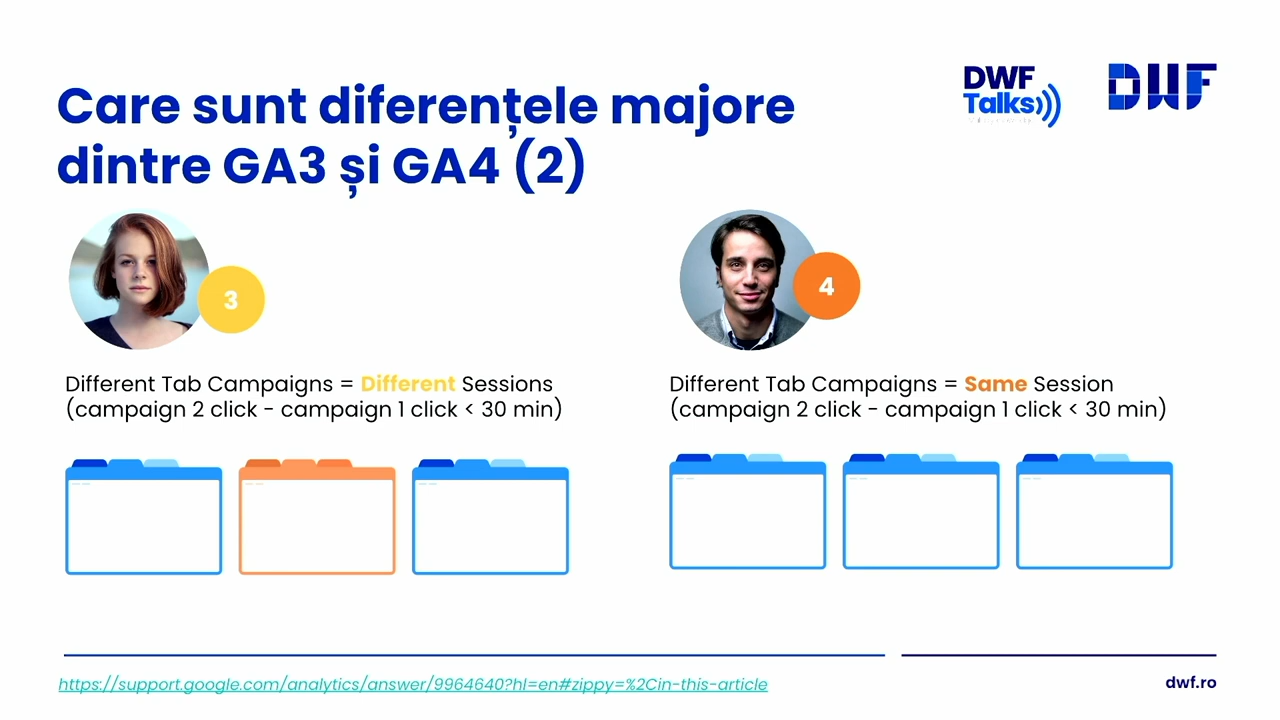 Care sunt diferențele majore
dintre GA3 și GA4 (2)
DWF
Talks
DWF
3
4
Different Tab Campaigns = Different Sessions
(campaign 2 click - campaign 1 click < 30 min)
Different Tab Campaigns = Same Session
(campaign 2 click - campaign 1 click < 30 min)
https://support.google.com/analytics/answer/9964640?hl=en#zippy=%2Cin-this-article
dwf.ro